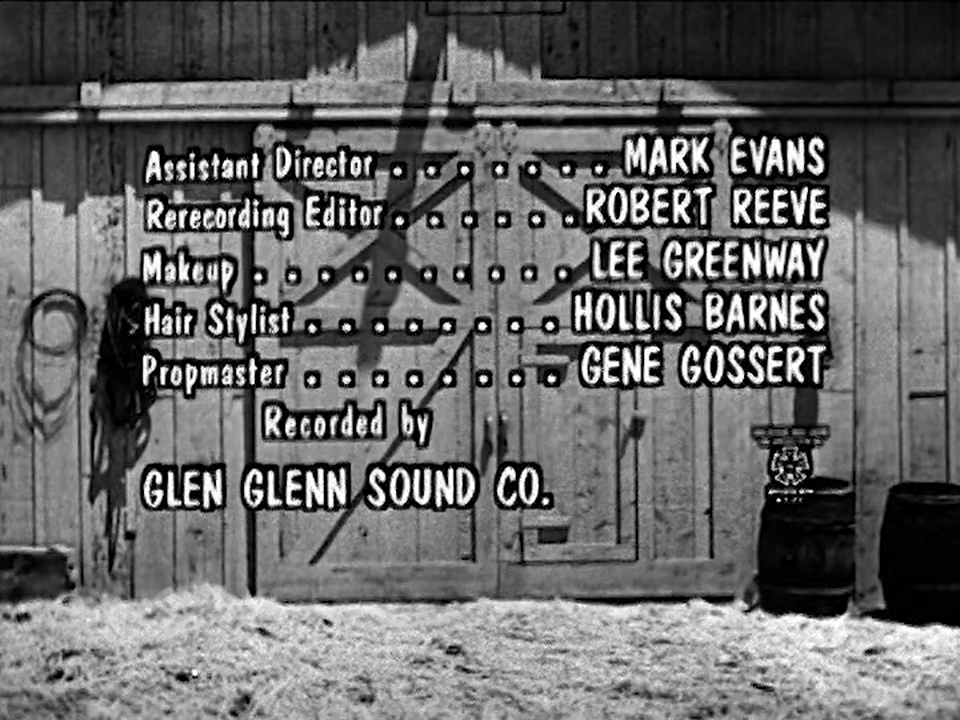 Assistant Director . . . . . . . MARK EVANS
Rerecording Editor . . . . . . ROBERT REEVE
Makeup . . . . . . . . . . LEE GREENWAY
Hair Stylist . . . . . . . . HOLLIS BARNES
Propmaster . . . . . . . . GENE GOSSERT
Recorded by
GLEN GLENN SOUND CO.